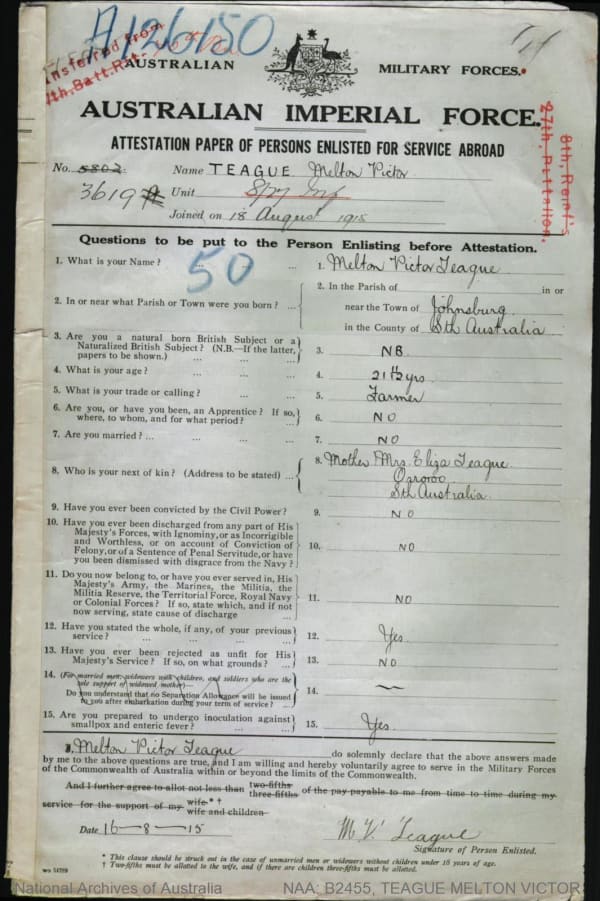 A126150
Transferred from
AUSTRALIAN MILITARY FORCES.
AUSTRALIAN IMPERIAL FORCE.
ATTESTATION PAPER OF PERSONS ENLISTED FOR SERVICE ABROAD
8th. Reinf's
27th. Battalion.
No. 5802 Name TEAGUE Melton Victor
3619A Unit
Joined on 18 August 1915
Questions to be put to the Person Enlisting before Attestation.
50
1. What is your Name? ... ... 1. Melton Victor Teague
2. In or near what Parish or Town were you born? ... 2. In the Parish of in or
near the Town of Johnsburg
in the County of Sth Australia
3. Are you a natural born British Subject or a
Naturalized British Subject? (N.B.—If the latter,
papers to be shown.) ... ... 3. NB
4. What is your age? ... ... ... 4. 21 1/2 yrs.
5. What is your trade or calling? ... ... 5. Farmer
6. Are you, or have you been, an Apprentice? If so,
where, to whom, and for what period? ... 6. NO
7. Are you married? ... ... ... ... 7. NO
8. Who is your next of kin? (Address to be stated) ... 8. Mother Mrs. Eliza Teague
Ororoo
Sth Australia
9. Have you ever been convicted by the Civil Power? 9. NO
10. Have you ever been discharged from any part of His
Majesty's Forces, with Ignominy, or as Incorrigible
and Worthless, or on account of Conviction of
Felony, or of a Sentence of Penal Servitude, or have
you been dismissed with disgrace from the Navy? 10. NO
11. Do you now belong to, or have you ever served in, His
Majesty's Army, the Marines, the Militia, the
Militia Reserve, the Territorial Force, Royal Navy
or Colonial Forces? If so, state which, and if not
now serving, state cause of discharge ... 11. NO
12. Have you stated the whole, if any, of your previous
service? ... ... ... ... 12. Yes.
13. Have you ever been rejected as unfit for His
Majesty's Service? If so, on what grounds? ... 13. NO
14. (For married men, widowers with children, and soldiers who are the
sole support of widowed mother)—
Do you understand that no Separation Allowance will be issued
to you after embarkation during your term of service? ... 14. —
15. Are you prepared to undergo inoculation against
smallpox and enteric fever? ... ... 15. Yes.
I, Melton Victor Teague do solemnly declare that the above answers made
by me to the above questions are true, and I am willing and hereby voluntarily agree to serve in the Military Forces
of the Commonwealth of Australia within or beyond the limits of the Commonwealth.
And I further agree to allot not less than two-fifths three-fifths of the pay payable to me from time to time during my
service for the support of my wife*† wife and children
Date 16-8-15 M V Teague
Signature of Person Enlisted.
* This clause should be struck out in the case of unmarried men or widowers without children under 18 years of age.
† Two-fifths must be allotted to the wife, and if there are children three-fifths must be allotted.
National Archives of Australia NAA: B2455, TEAGUE MELTON VICTOR